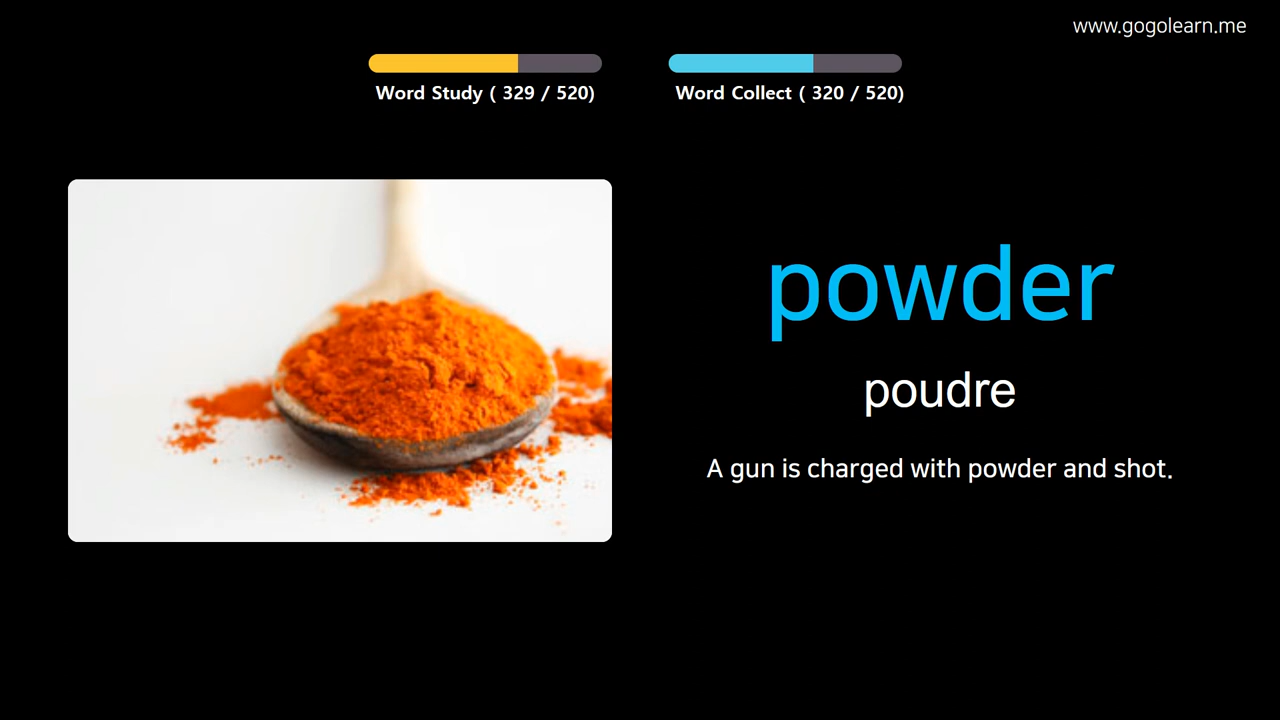 www.gogolearn.me
Word Study ( 329 / 520)
Word Collect ( 320 / 520)
powder
poudre
A gun is charged with powder and shot.